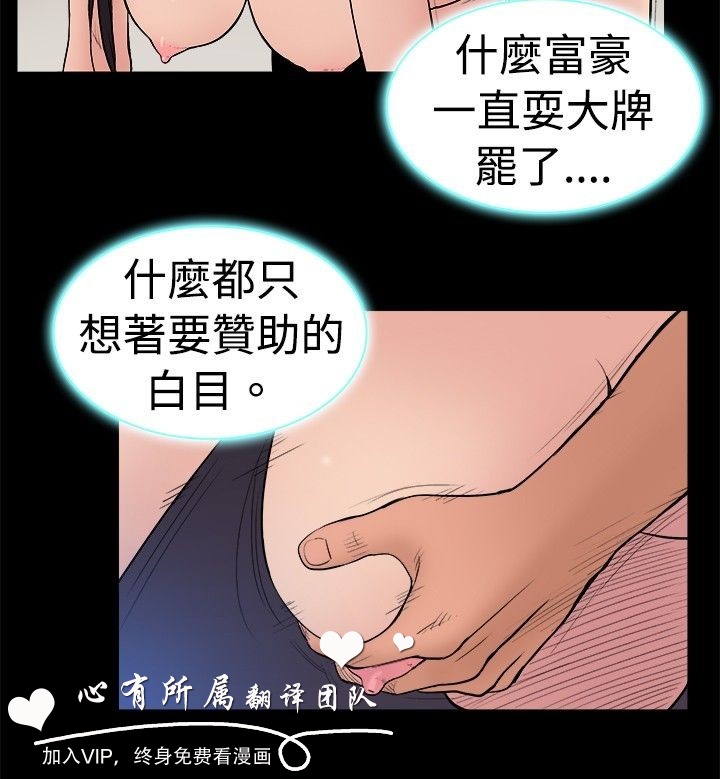 什麼富豪
一直耍大牌
罷了....
什麼都只
想著要贊助的
白目。
心有所属翻译团队
加入VIP，终身免费看漫画